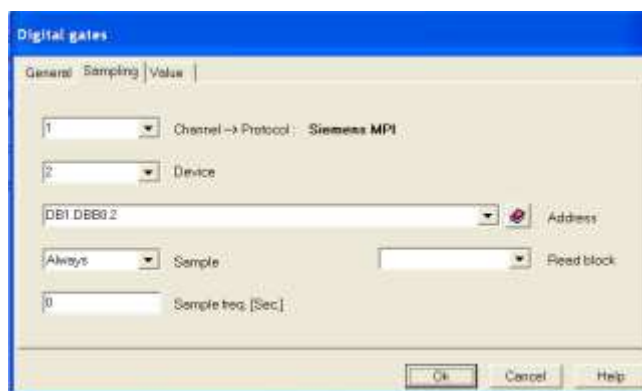 Digital gates
General Sampling Value
1 Channel --> Protocol : Siemens MPI
2 Device
DB1.DBB0.2 Address
Always Sample Read block
0 Sample freq. [Sec.]
Ok Cancel Help